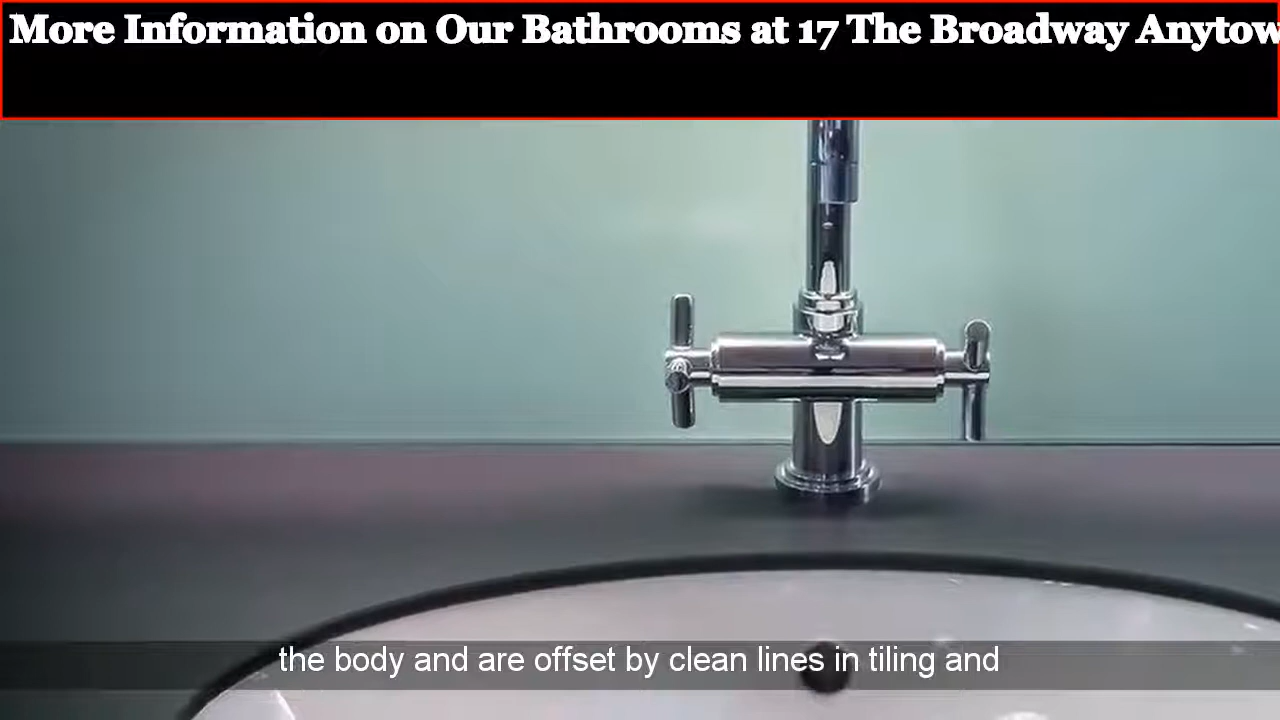 More Information on Our Bathrooms at 17 The Broadway Anytow
the body and are offset by clean lines in tiling and